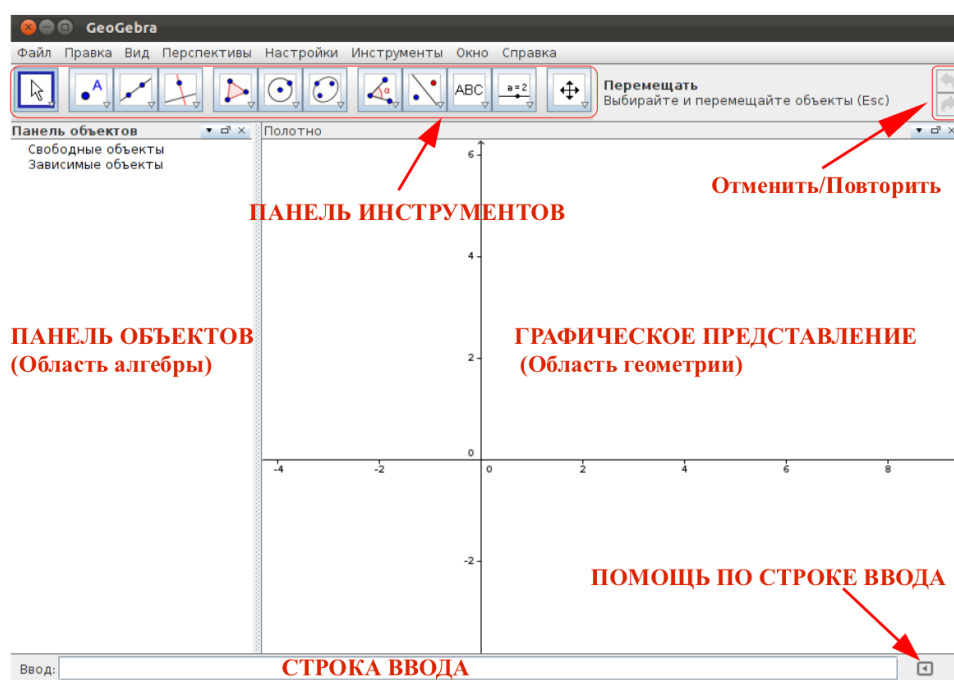 GeoGebra
Файл Правка Вид Перспективы Настройки Инструменты Окно Справка
A
α
ABC
a=2
Перемещать
Выбирайте и перемещайте объекты (Esc)
Панель объектов
Полотно
Свободные объекты
Зависимые объекты
6
Отменить/Повторить
ПАНЕЛЬ ИНСТРУМЕНТОВ
4
ПАНЕЛЬ ОБЪЕКТОВ
(Область алгебры)
ГРАФИЧЕСКОЕ ПРЕДСТАВЛЕНИЕ
(Область геометрии)
2
0
-4 -2 0 2 4 6 8
-2
ПОМОЩЬ ПО СТРОКЕ ВВОДА
Ввод:
СТРОКА ВВОДА